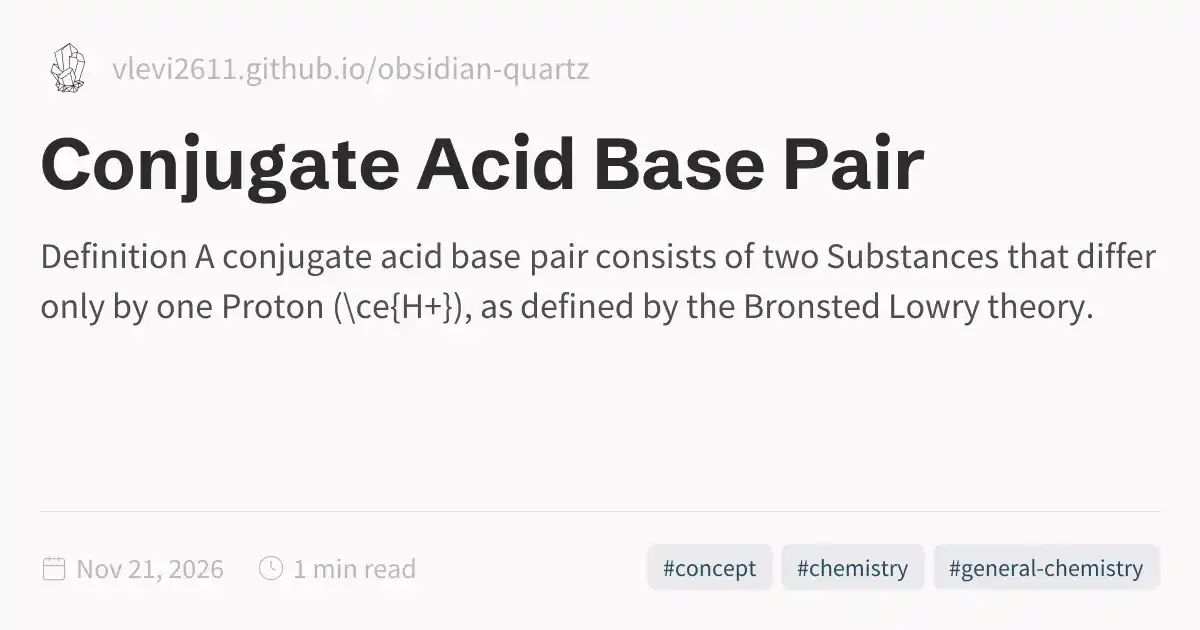 vlevi2611.github.io/obsidian-quartz
Conjugate Acid Base Pair
Definition A conjugate acid base pair consists of two Substances that differ
only by one Proton (\ce{H+}), as defined by the Bronsted Lowry theory.
Nov 21, 2026 1 min read #concept #chemistry #general-chemistry